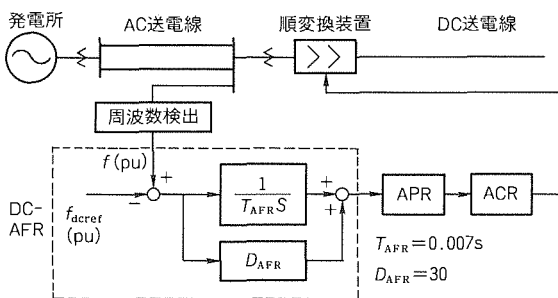 発電所
AC送電線
順変換装置
DC送電線
周波数検出
f(pu)
+
DC-
AFR
f_dcref
(pu)
−
1
T_AFR S
+
+
D_AFR
APR
ACR
T_AFR=0.007s
D_AFR=30